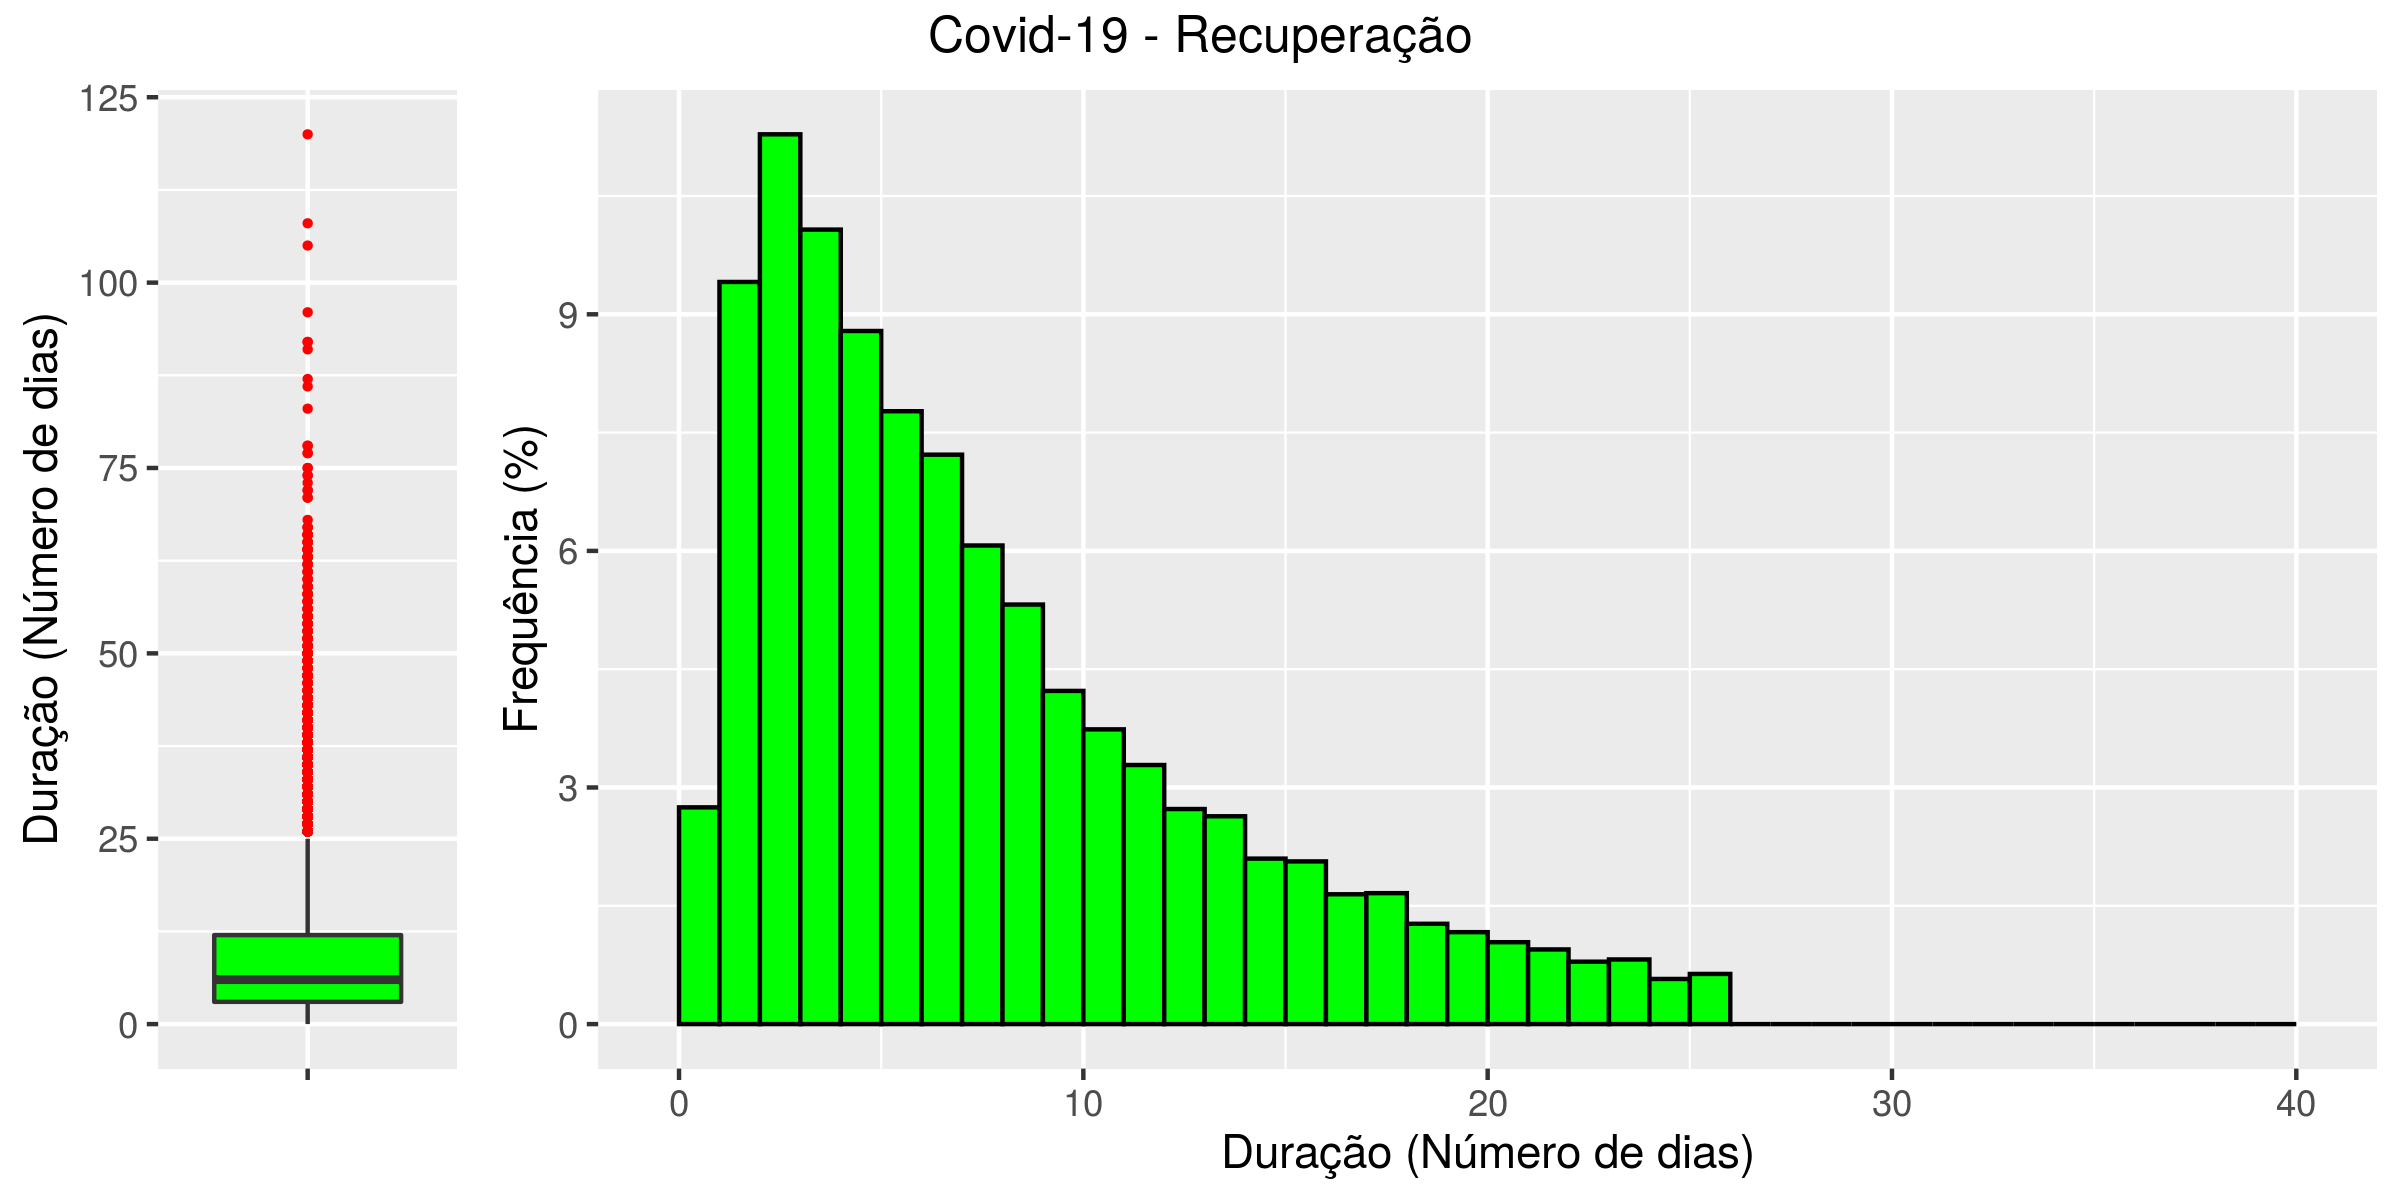 Covid-19 - Recuperação
Duração (Número de dias)
125
100
75
50
25
0
Frequência (%)
9
6
3
0
0 10 20 30 40
Duração (Número de dias)